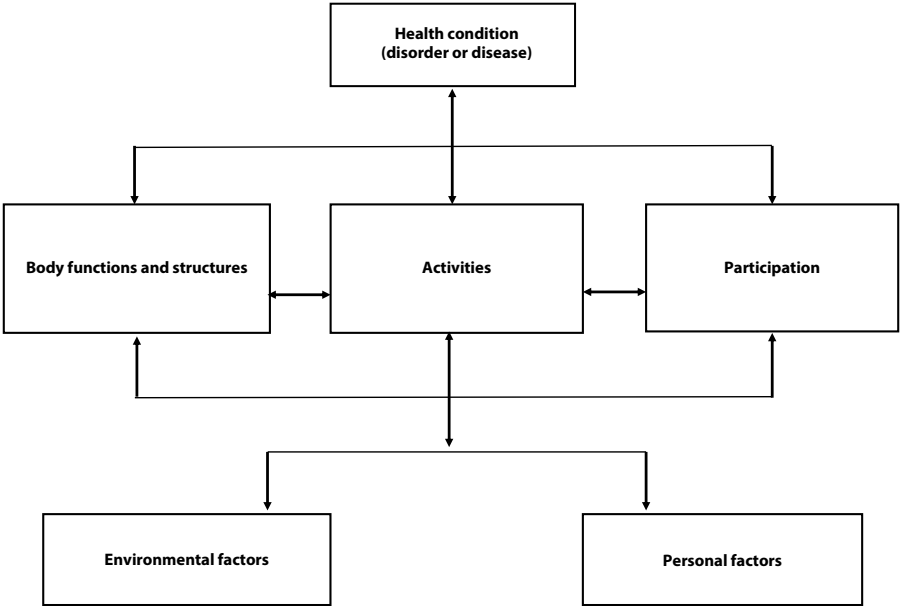 Health condition
(disorder or disease)
Body functions and structures
Activities
Participation
Environmental factors
Personal factors